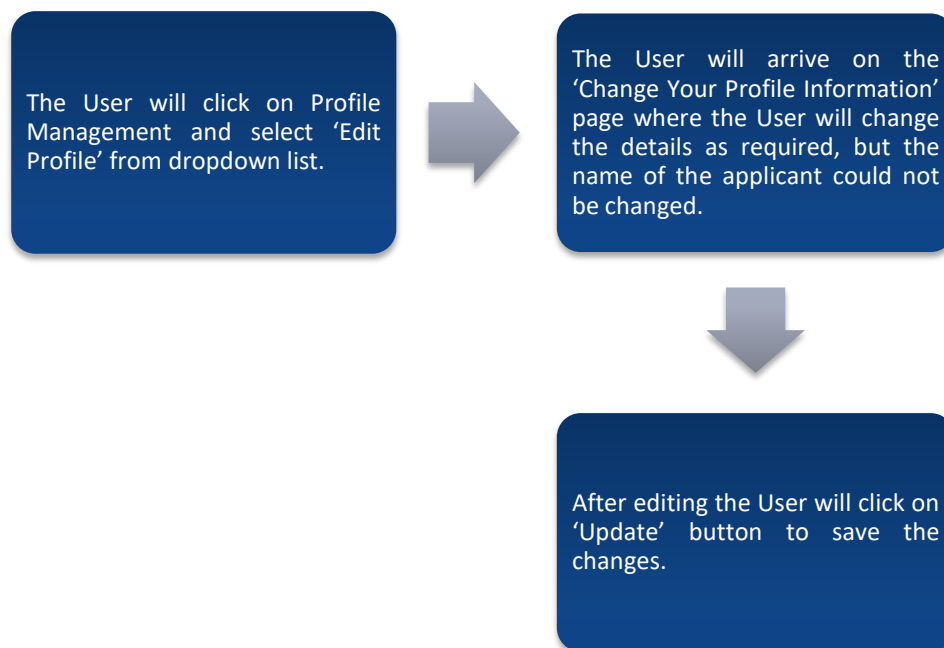 The User will click on Profile
Management and select ‘Edit
Profile’ from dropdown list.
The User will arrive on the
‘Change Your Profile Information’
page where the User will change
the details as required, but the
name of the applicant could not
be changed.
After editing the User will click on
‘Update’ button to save the
changes.